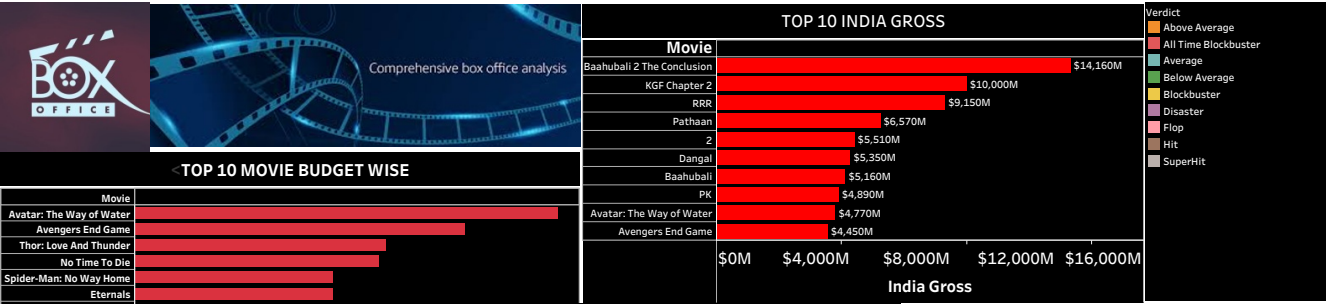 BOX
OFFICE
Comprehensive box office analysis
<TOP 10 MOVIE BUDGET WISE
Movie
Avatar: The Way of Water
Avengers End Game
Thor: Love And Thunder
No Time To Die
Spider-Man: No Way Home
Eternals
TOP 10 INDIA GROSS
Movie
Baahubali 2 The Conclusion $14,160M
KGF Chapter 2 $10,000M
RRR $9,150M
Pathaan $6,570M
2 $5,510M
Dangal $5,350M
Baahubali $5,160M
PK $4,890M
Avatar: The Way of Water $4,770M
Avengers End Game $4,450M
$0M $4,000M $8,000M $12,000M $16,000M
India Gross
Verdict
Above Average
All Time Blockbuster
Average
Below Average
Blockbuster
Disaster
Flop
Hit
SuperHit